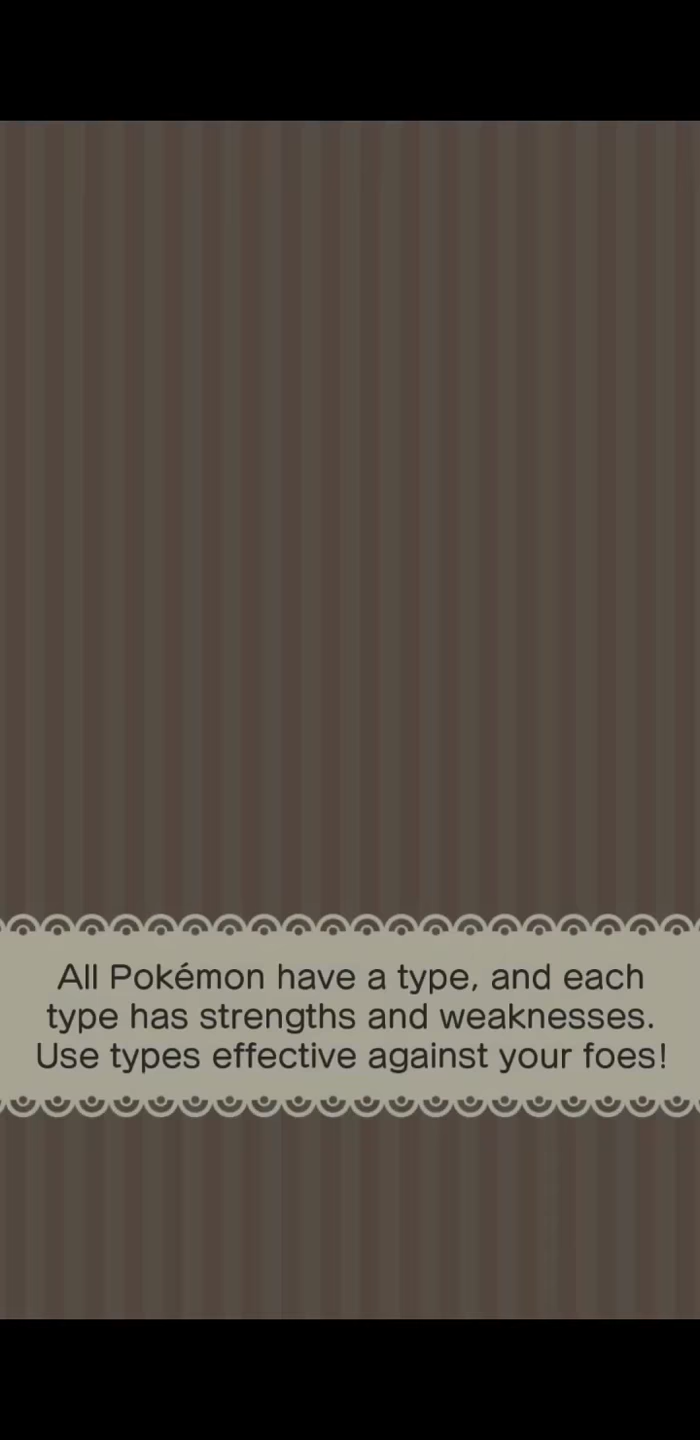 All Pokémon have a type, and each
type has strengths and weaknesses.
Use types effective against your foes!